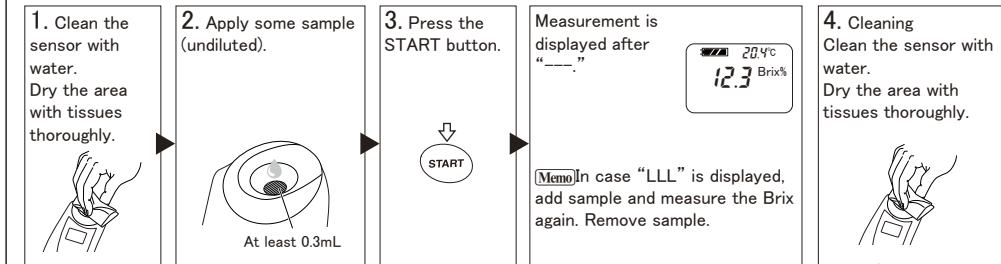 1. Clean the
sensor with
water.
Dry the area
with tissues
thoroughly.
2. Apply some sample
(undiluted).
At least 0.3mL
3. Press the
START button.
START
Measurement is
displayed after
“---.”
20.4℃
12.3 Brix%
Memo In case “LLL” is displayed,
add sample and measure the Brix
again. Remove sample.
4. Cleaning
Clean the sensor with
water.
Dry the area with
tissues thoroughly.